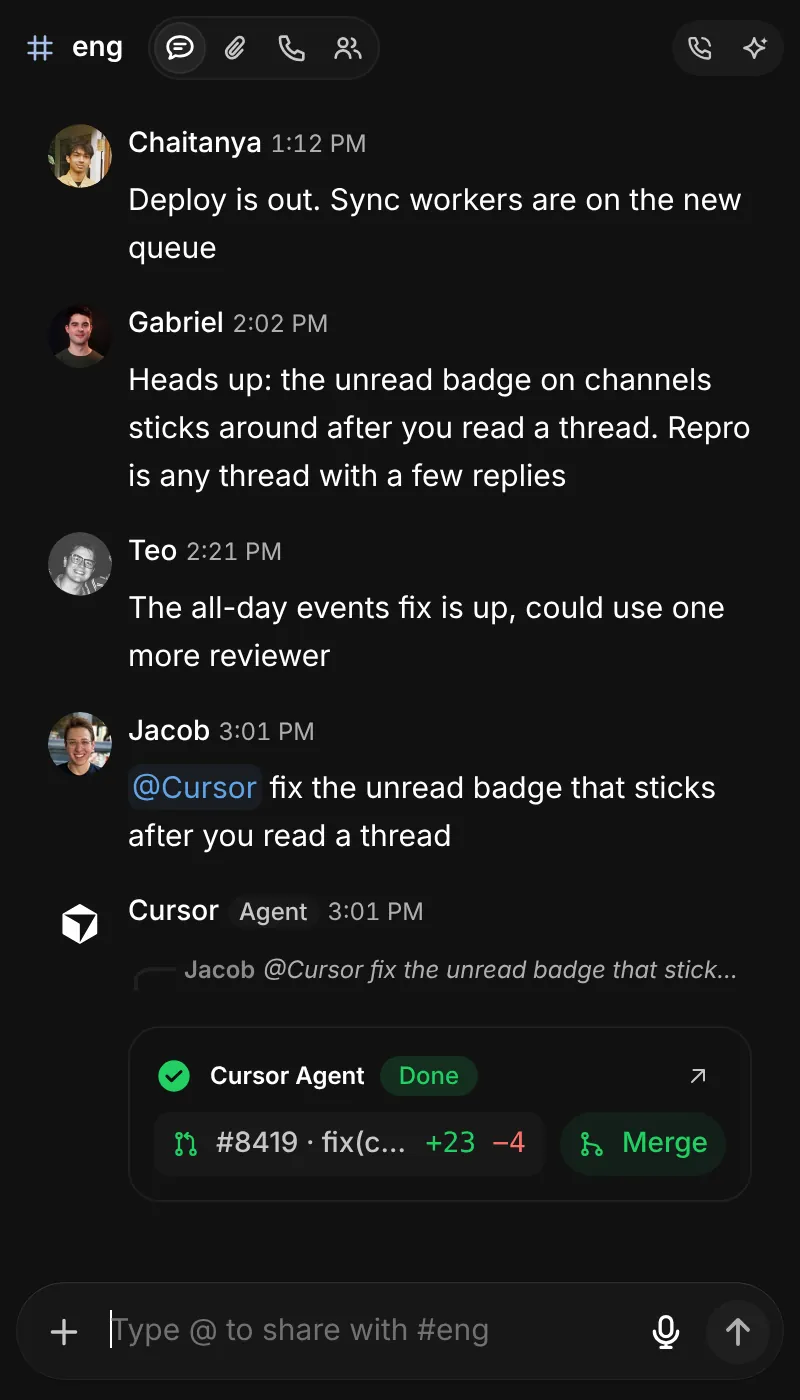 eng
Chaitanya 1:12 PM
Deploy is out. Sync workers are on the new
queue
Gabriel 2:02 PM
Heads up: the unread badge on channels
sticks around after you read a thread. Repro
is any thread with a few replies
Teo 2:21 PM
The all-day events fix is up, could use one
more reviewer
Jacob 3:01 PM
@Cursor fix the unread badge that sticks
after you read a thread
Cursor Agent 3:01 PM
Jacob @Cursor fix the unread badge that stick...
Cursor Agent Done
#8419 · fix(c... +23 −4 Merge
Type @ to share with #eng